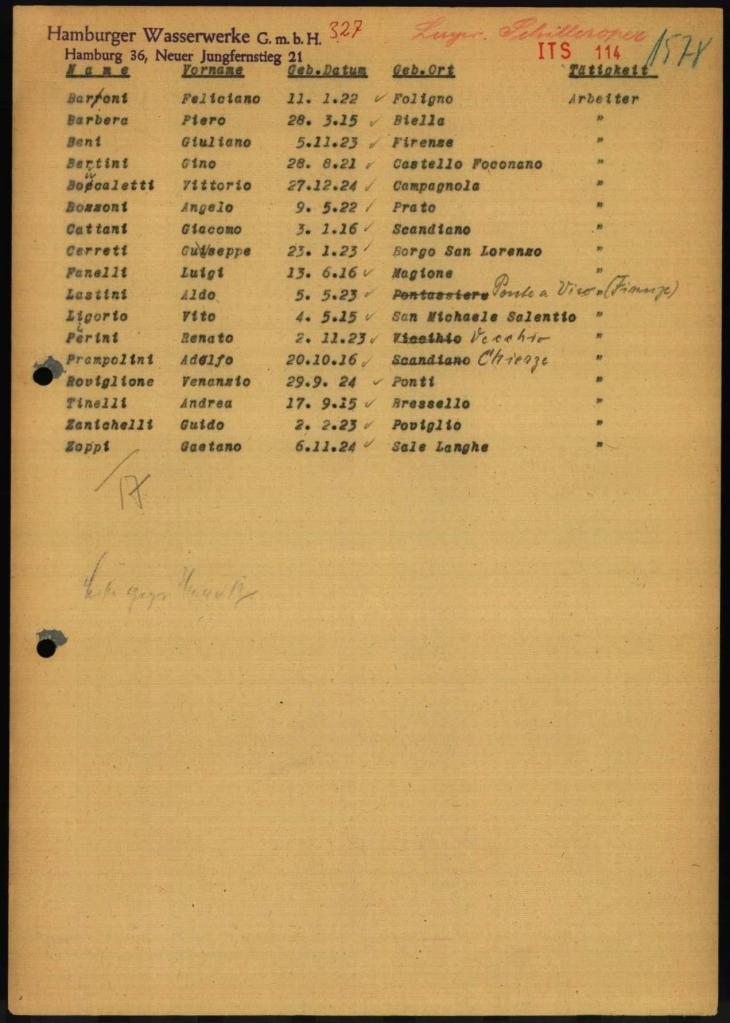 Hamburger Wasserwerke G. m. b. H. 327 Lager. Schilleroper
Hamburg 36, Neuer Jungfernstieg 21 ITS 114 1578
Name Vorname Geb.Datum Geb.Ort Tätigkeit
Barfoni Feliciano 11. 1.22 ✓ Foligno Arbeiter
Barbera Piero 28. 3.15 ✓ Biella "
Beni Giuliano 5.11.23 ✓ Firenze "
Bertini Gino 28. 8.21 ✓ Castello Foconano "
Boscaletti Vittorio 27.12.24 ✓ Campagnola "
Bozzoni Angelo 9. 5.22 ✓ Prato "
Cattani Giacomo 3. 1.16 ✓ Scandiano "
Cerreti Guiseppe 23. 1.23 ✓ Borgo San Lorenzo "
Fanelli Luigi 13. 6.16 ✓ Magione "
Lastini Aldo 5. 5.23 ✓ Pontassiere Ponte a Vico " (Firenze)
Ligorio Vito 4. 5.15 ✓ San Michaele Salentio "
Perini Renato 2. 11.23 ✓ Vicchio Vecchio "
Prampolini Adolfo 20.10.16 ✓ Scandiano "
Roviglione Venanzio 29.9. 24 ✓ Ponti "
Tinelli Andrea 17. 9.15 ✓ Bressello "
Zanichelli Guido 2. 2.23 ✓ Poviglio "
Zoppi Gaetano 6.11.24 ✓ Sale Langhe "
17